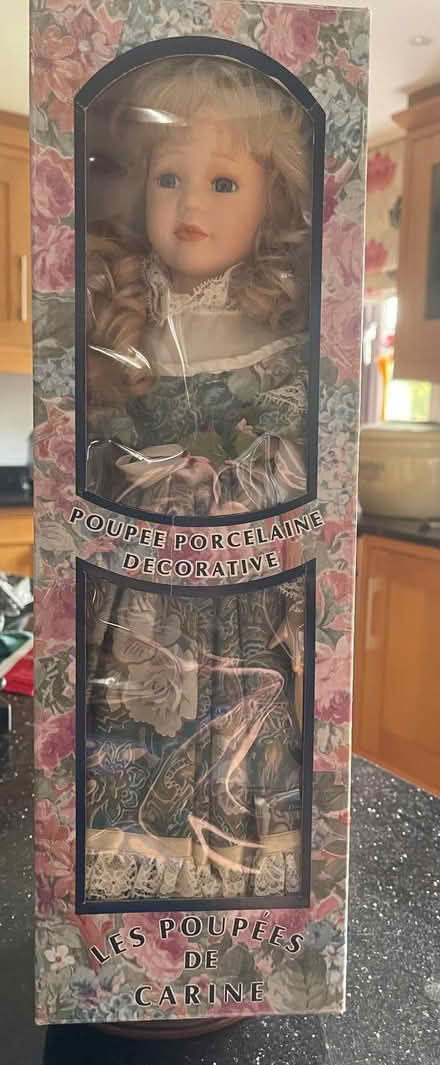 POUPEE PORCELAINE
DECORATIVE
LES POUPÉES
DE
CARINE